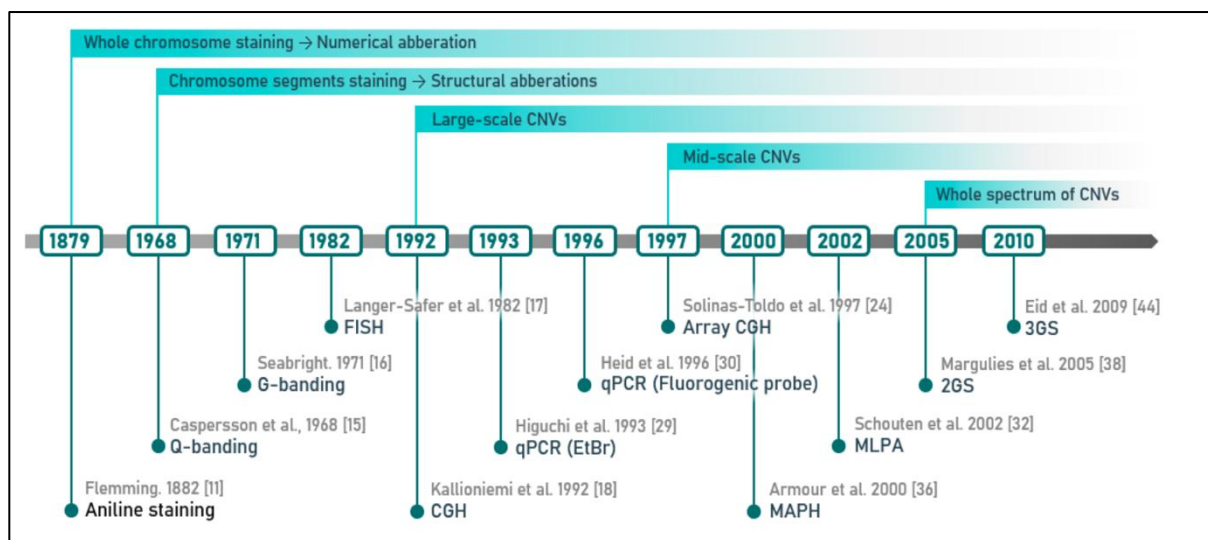 Whole chromosome staining → Numerical abberation
Chromosome segments staining → Structural abberations
Large-scale CNVs
Mid-scale CNVs
Whole spectrum of CNVs
1879 1968 1971 1982 1992 1993 1996 1997 2000 2002 2005 2010
Langer-Safer et al. 1982 [17]
FISH
Solinas-Toldo et al. 1997 [24]
Array CGH
Eid et al. 2009 [44]
3GS
Seabright. 1971 [16]
G-banding
Heid et al. 1996 [30]
qPCR (Fluorogenic probe)
Margulies et al. 2005 [38]
2GS
Caspersson et al., 1968 [15]
Q-banding
Higuchi et al. 1993 [29]
qPCR (EtBr)
Schouten et al. 2002 [32]
MLPA
Flemming. 1882 [11]
Aniline staining
Kallioniemi et al. 1992 [18]
CGH
Armour et al. 2000 [36]
MAPH